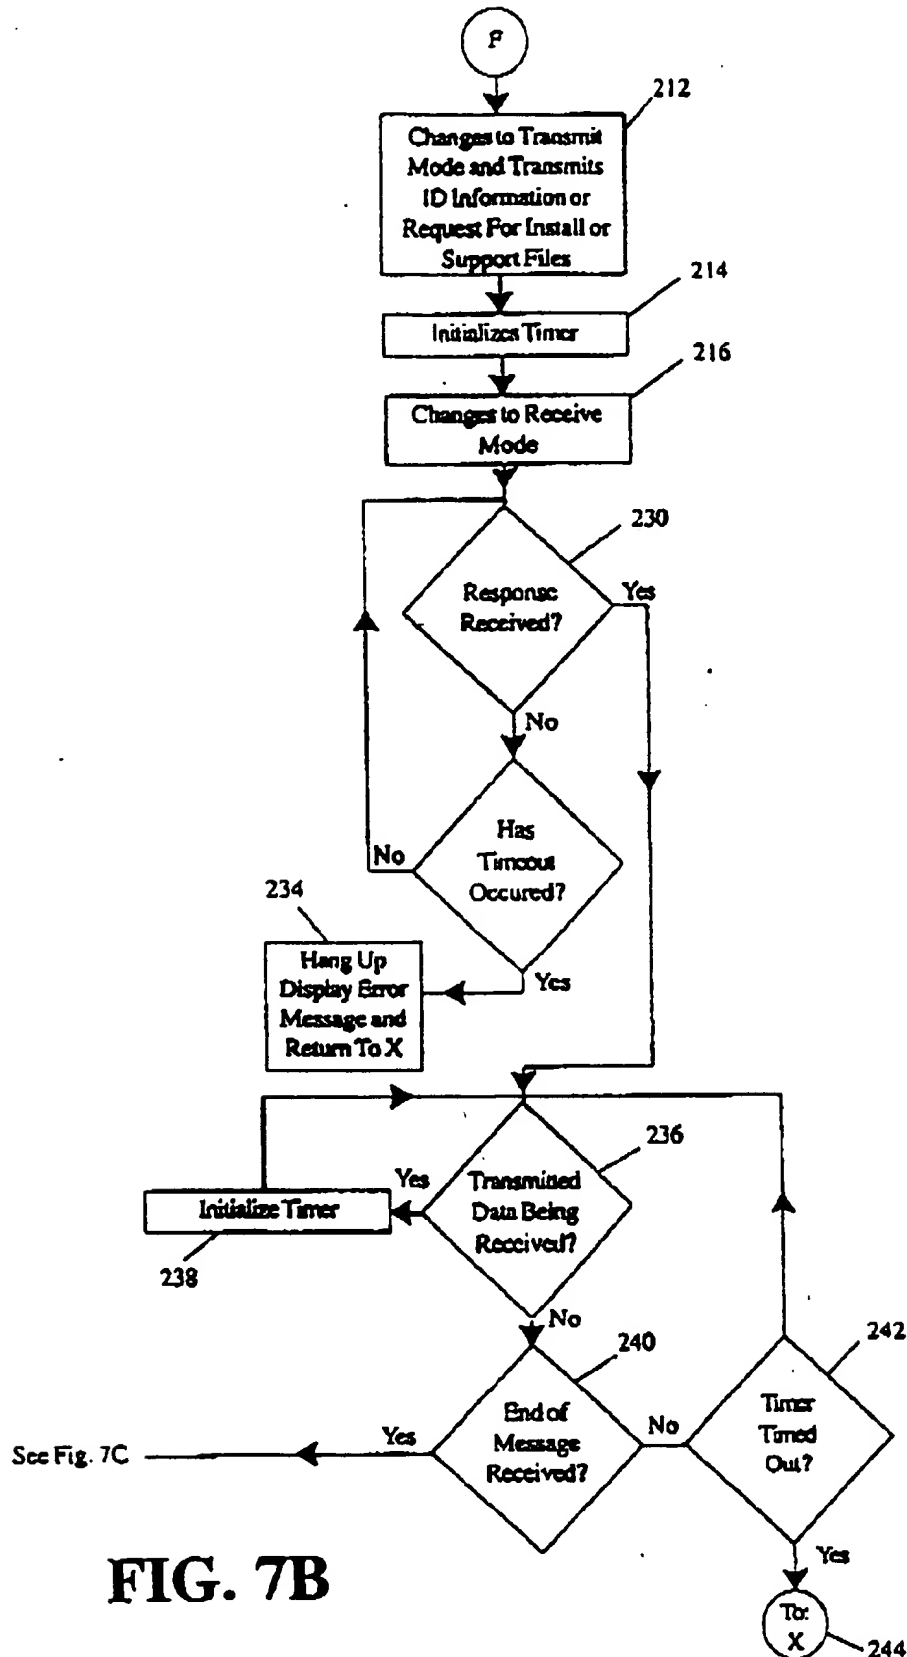 F
212
Changes to Transmit
Mode and Transmits
ID Information or
Request For Install or
Support Files
214
Initializes Timer
216
Changes to Receive
Mode
230
Response
Received?
Yes
No
Has
Timeout
Occured?
No
234
Hang Up
Display Error
Message and
Return To X
Yes
236
Transmitted
Data Being
Received?
Yes
Initialize Timer
238
No
240
242
End of
Message
Received?
No
Timer
Timed
Out?
Yes
See Fig. 7C
Yes
FIG. 7B
To:
X
244